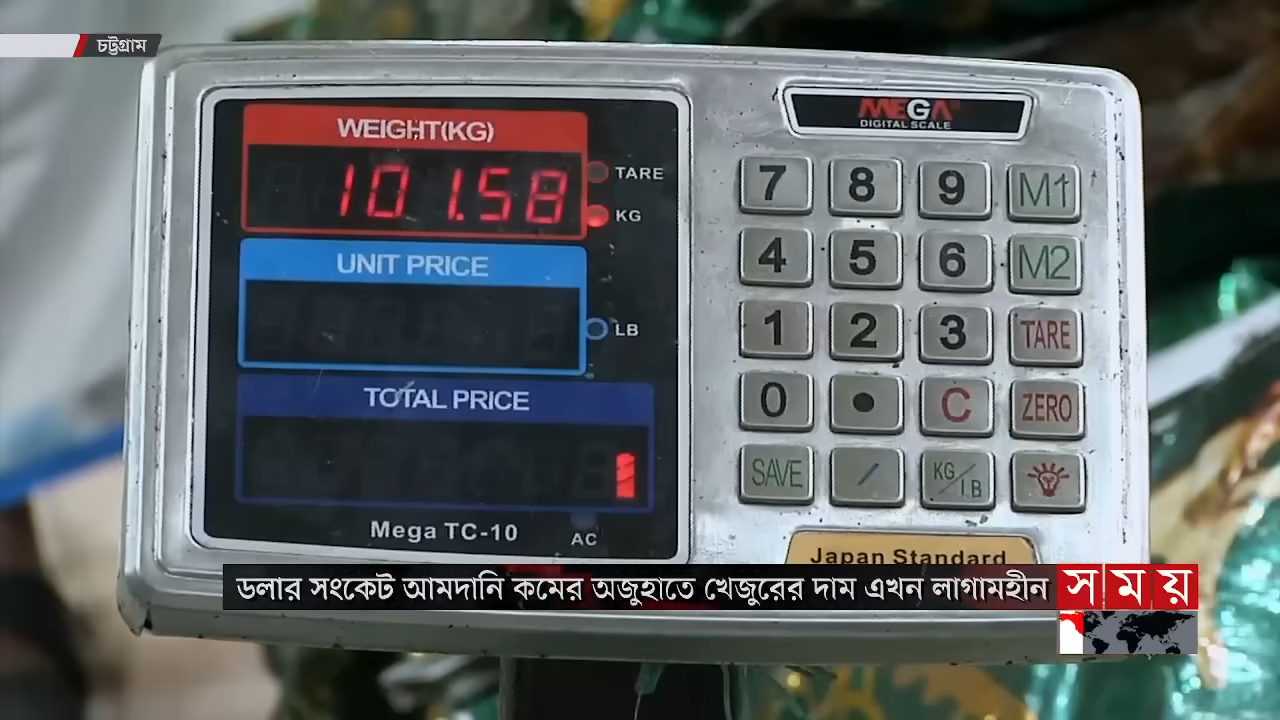 চট্টগ্রাম
MEGA
DIGITAL SCALE
WEIGHT(KG)
101.58
TARE
KG
UNIT PRICE
LB
TOTAL PRICE
Mega TC-10
AC
7 8 9 M1
4 5 6 M2
1 2 3 TARE
0 • C ZERO
SAVE / KG/LB
Japan Standard
ডলার সংকেট আমদানি কমের অজুহাতে খেজুরের দাম এখন লাগামহীন
সময়